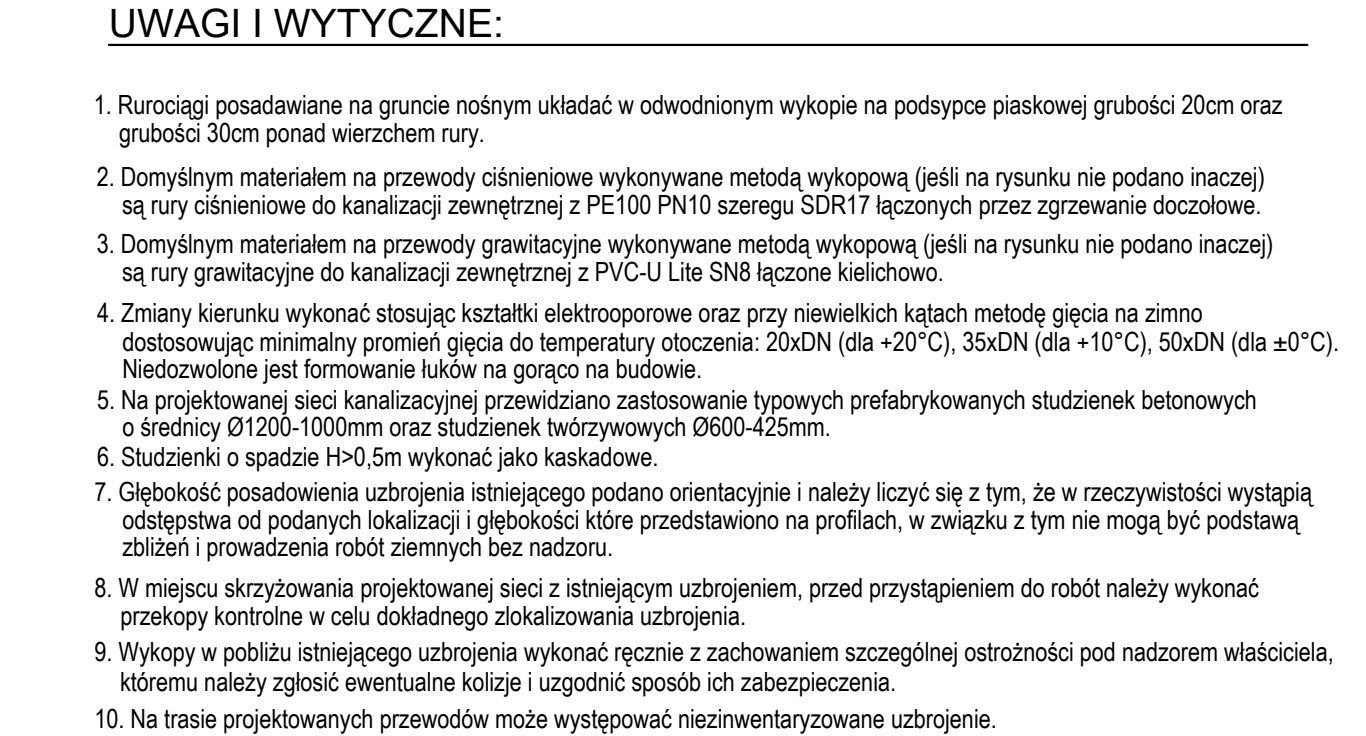 UWAGI I WYTYCZNE:
1. Rurociągi posadawiane na gruncie nośnym układać w odwodnionym wykopie na podsypce piaskowej grubości 20cm oraz
grubości 30cm ponad wierzchem rury.
2. Domyślnym materiałem na przewody ciśnieniowe wykonywane metodą wykopową (jeśli na rysunku nie podano inaczej)
są rury ciśnieniowe do kanalizacji zewnętrznej z PE100 PN10 szeregu SDR17 łączonych przez zgrzewanie doczołowe.
3. Domyślnym materiałem na przewody grawitacyjne wykonywane metodą wykopową (jeśli na rysunku nie podano inaczej)
są rury grawitacyjne do kanalizacji zewnętrznej z PVC-U Lite SN8 łączone kielichowo.
4. Zmiany kierunku wykonać stosując kształtki elektrooporowe oraz przy niewielkich kątach metodę gięcia na zimno
dostosowując minimalny promień gięcia do temperatury otoczenia: 20xDN (dla +20°C), 35xDN (dla +10°C), 50xDN (dla ±0°C).
Niedozwolone jest formowanie łuków na gorąco na budowie.
5. Na projektowanej sieci kanalizacyjnej przewidziano zastosowanie typowych prefabrykowanych studzienek betonowych
o średnicy Ø1200-1000mm oraz studzienek twórzywowych Ø600-425mm.
6. Studzienki o spadzie H>0,5m wykonać jako kaskadowe.
7. Głębokość posadowienia uzbrojenia istniejącego podano orientacyjnie i należy liczyć się z tym, że w rzeczywistości wystąpią
odstępstwa od podanych lokalizacji i głębokości które przedstawiono na profilach, w związku z tym nie mogą być podstawą
zbliżeń i prowadzenia robót ziemnych bez nadzoru.
8. W miejscu skrzyżowania projektowanej sieci z istniejącym uzbrojeniem, przed przystąpieniem do robót należy wykonać
przekopy kontrolne w celu dokładnego zlokalizowania uzbrojenia.
9. Wykopy w pobliżu istniejącego uzbrojenia wykonać ręcznie z zachowaniem szczególnej ostrożności pod nadzorem właściciela,
któremu należy zgłosić ewentualne kolizje i uzgodnić sposób ich zabezpieczenia.
10. Na trasie projektowanych przewodów może występować niezinwentaryzowane uzbrojenie.